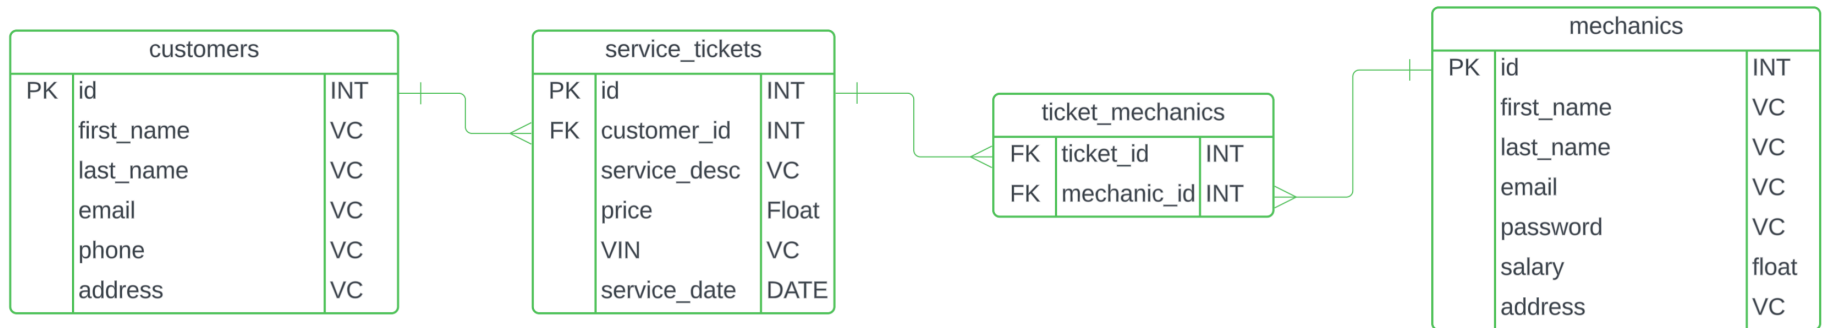 customers
PK id INT
first_name VC
last_name VC
email VC
phone VC
address VC
service_tickets
PK id INT
FK customer_id INT
service_desc VC
price Float
VIN VC
service_date DATE
ticket_mechanics
FK ticket_id INT
FK mechanic_id INT
mechanics
PK id INT
first_name VC
last_name VC
email VC
password VC
salary float
address VC